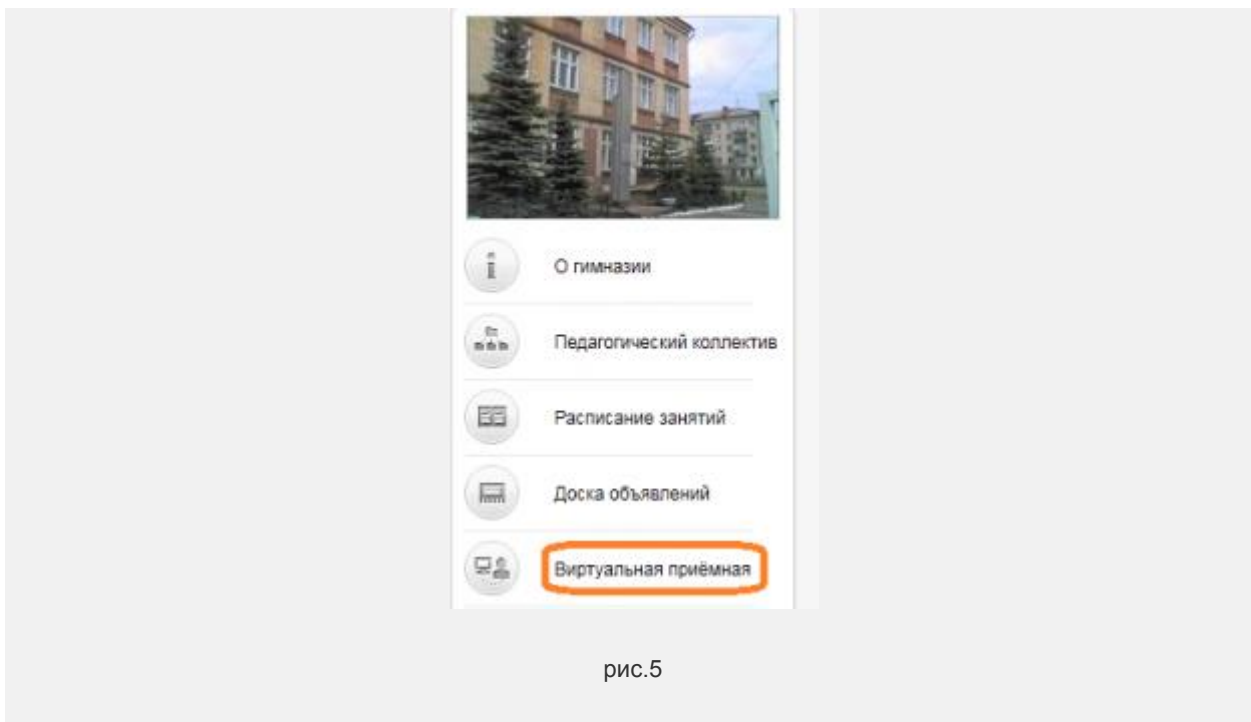 О гимназии
Педагогический коллектив
Расписание занятий
Доска объявлений
Виртуальная приёмная
рис.5